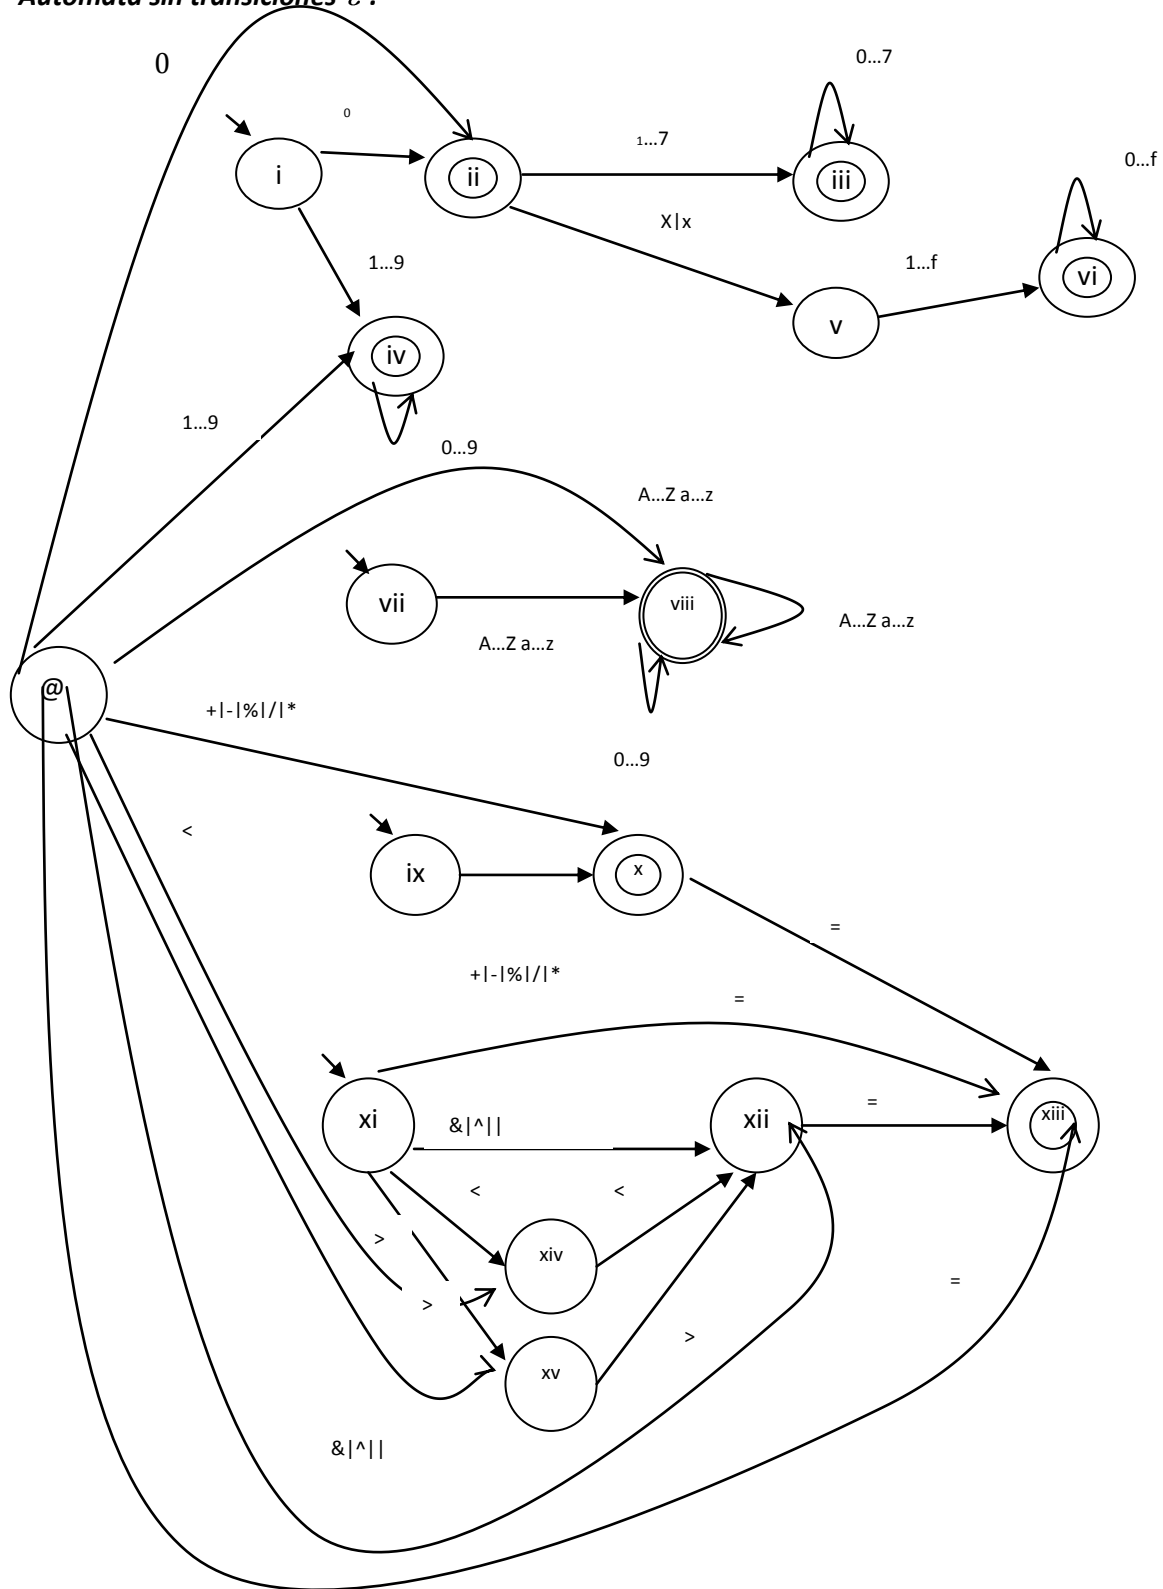 Automata sin transiciones ε :
0
0...7
0
1...7
0...f
i
ii
iii
X|x
1...9
1...f
vi
v
iv
1...9
0...9
A...Z a...z
vii
viii
A...Z a...z
A...Z a...z
@
+|-|%|/|*
0...9
<
ix
x
=
+|-|%|/|*
=
xi
&|^||
xii
=
xiii
<
<
>
xiv
=
>
>
xv
&|^||